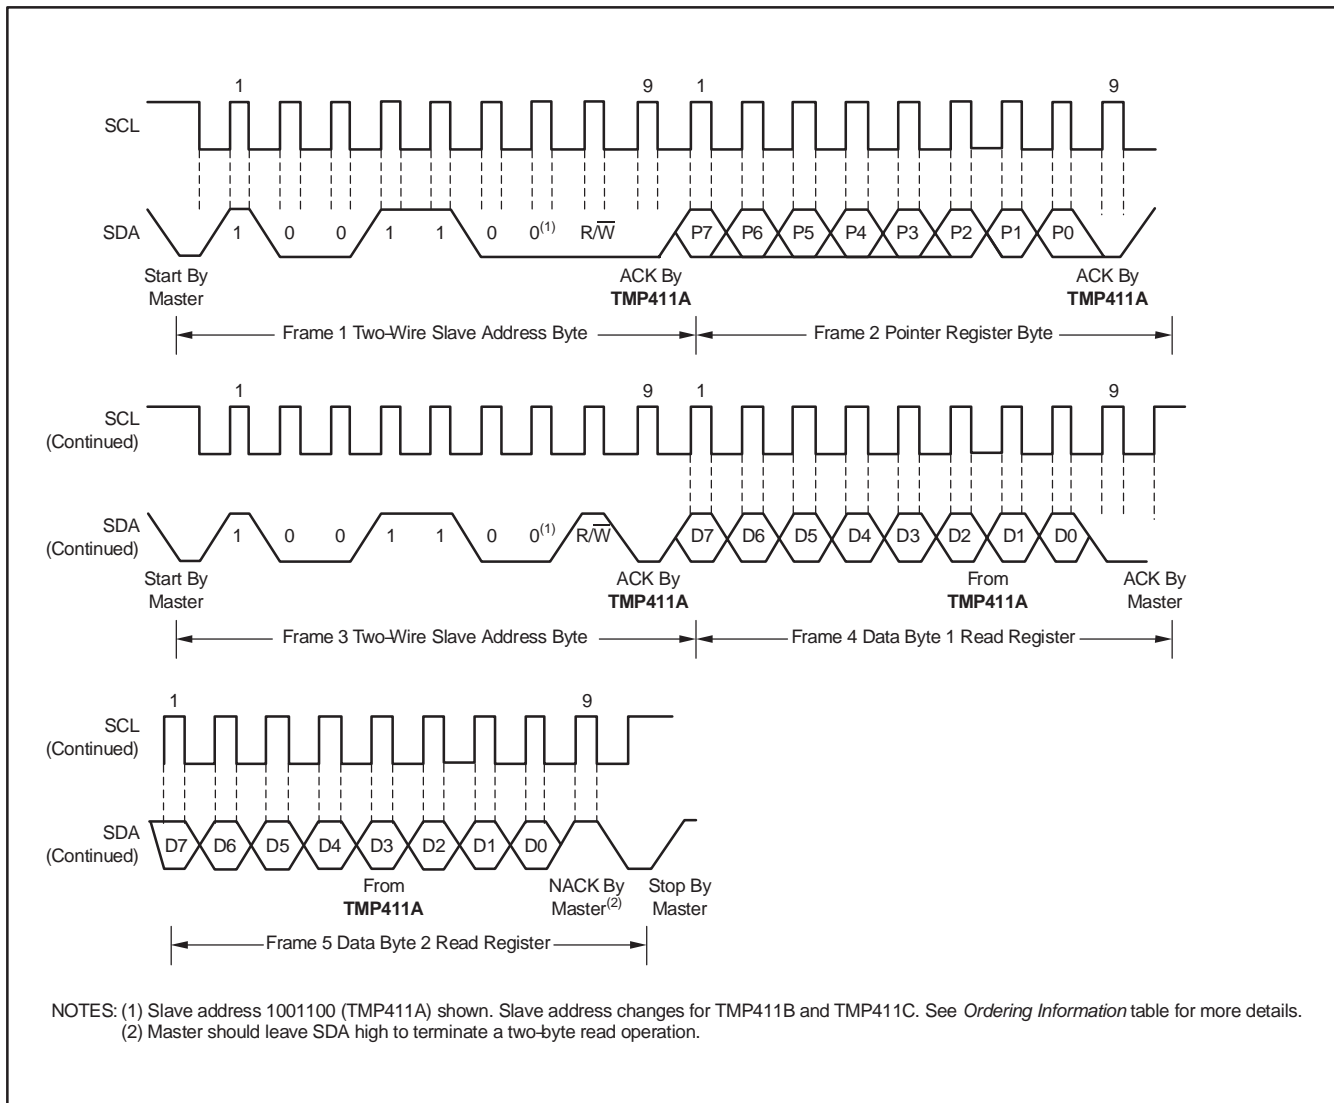 1 9 1 9
SCL
SDA 1 0 0 1 1 0 0(1) R/W̅ P7 P6 P5 P4 P3 P2 P1 P0
Start By Master
ACK By TMP411A
ACK By TMP411A
Frame 1 Two-Wire Slave Address Byte
Frame 2 Pointer Register Byte
1 9 1 9
SCL
(Continued)
SDA
(Continued)
1 0 0 1 1 0 0(1) R/W̅ D7 D6 D5 D4 D3 D2 D1 D0
Start By Master
ACK By TMP411A
From TMP411A
ACK By Master
Frame 3 Two-Wire Slave Address Byte
Frame 4 Data Byte 1 Read Register
1 9
SCL
(Continued)
SDA
(Continued)
D7 D6 D5 D4 D3 D2 D1 D0
From TMP411A
NACK By Master(2)
Stop By Master
Frame 5 Data Byte 2 Read Register
NOTES: (1) Slave address 1001100 (TMP411A) shown. Slave address changes for TMP411B and TMP411C. See Ordering Information table for more details.
(2) Master should leave SDA high to terminate a two-byte read operation.